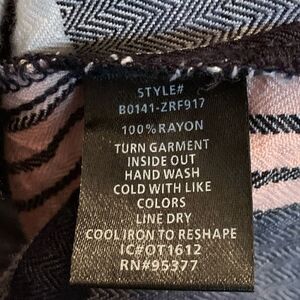 STYLE#
B0141-ZRF917
100%RAYON
TURN GARMENT
INSIDE OUT
HAND WASH
COLD WITH LIKE
COLORS
LINE DRY
COOL IRON TO RESHAPE
IC#OT1612
RN#95377